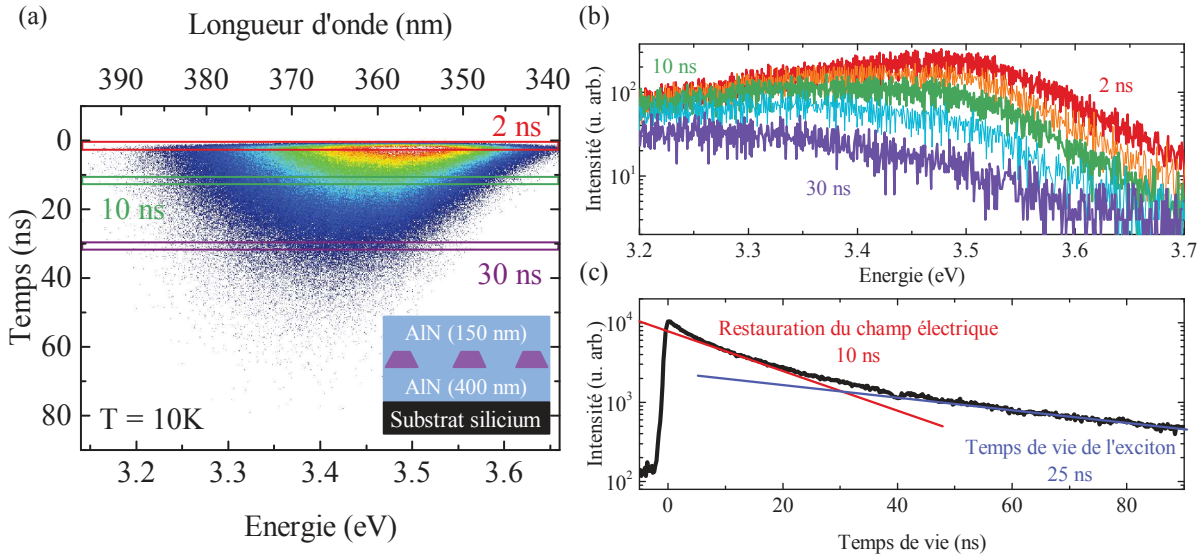 (a)
Longueur d'onde (nm)
390 380 370 360 350 340
0
20
40
60
80
Temps (ns)
2 ns
10 ns
30 ns
AlN (150 nm)
AlN (400 nm)
Substrat silicium
T = 10K
3.2 3.3 3.4 3.5 3.6
Energie (eV)
(b)
Intensité (u. arb.)
10²
10¹
10 ns
2 ns
30 ns
3.2 3.3 3.4 3.5 3.6 3.7
Energie (eV)
(c)
Intensité (u. arb.)
10⁴
10³
10²
Restauration du champ électrique
10 ns
Temps de vie de l'exciton
25 ns
0 20 40 60 80
Temps de vie (ns)